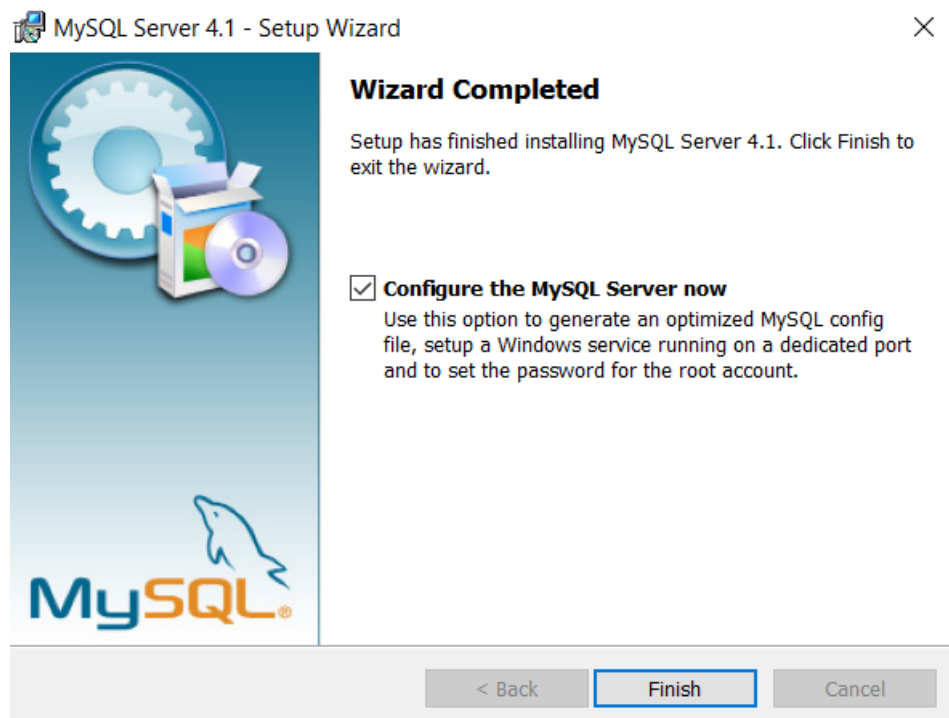 MySQL Server 4.1 - Setup Wizard
Wizard Completed
Setup has finished installing MySQL Server 4.1. Click Finish to
exit the wizard.
Configure the MySQL Server now
Use this option to generate an optimized MySQL config
file, setup a Windows service running on a dedicated port
and to set the password for the root account.
MySQL®
< Back
Finish
Cancel